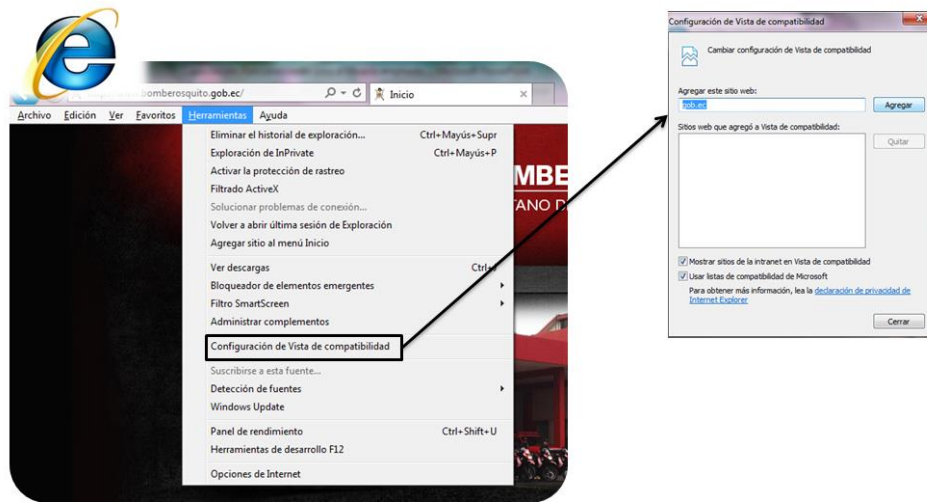 bomberosquito.gob.ec/
Inicio
Archivo Edición Ver Favoritos Herramientas Ayuda
Eliminar el historial de exploración... Ctrl+Mayús+Supr
Exploración de InPrivate Ctrl+Mayús+P
Activar la protección de rastreo
Filtrado ActiveX
Solucionar problemas de conexión...
Volver a abrir última sesión de Exploración
Agregar sitio al menú Inicio
Ver descargas
Bloqueador de elementos emergentes
Filtro SmartScreen
Administrar complementos
Configuración de Vista de compatibilidad
Suscribirse a esta fuente...
Detección de fuentes
Windows Update
Panel de rendimiento Ctrl+Shift+U
Herramientas de desarrollo F12
Opciones de Internet
MBE
TANO D
Configuración de Vista de compatibilidad
Cambiar configuración de Vista de compatibilidad
Agregar este sitio web:
gob.ec Agregar
Sitios web que agregó a Vista de compatibilidad:
Quitar
Mostrar sitios de la intranet en Vista de compatibilidad
Usar listas de compatibilidad de Microsoft
Para obtener más información, lea la declaración de privacidad de
Internet Explorer
Cerrar